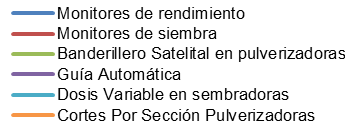 Monitores de rendimiento
Monitores de siembra
Banderillero Satelital en pulverizadoras
Guía Automática
Dosis Variable en sembradoras
Cortes Por Sección Pulverizadoras